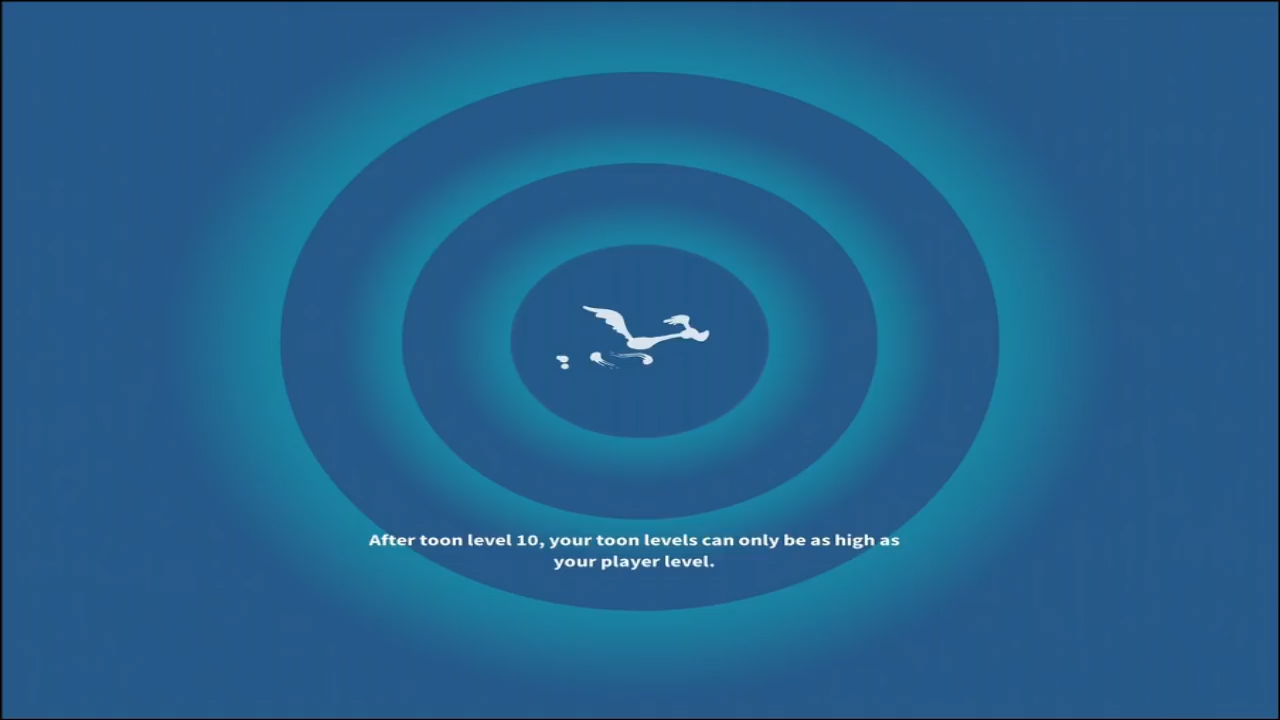 After toon level 10, your toon levels can only be as high as
your player level.